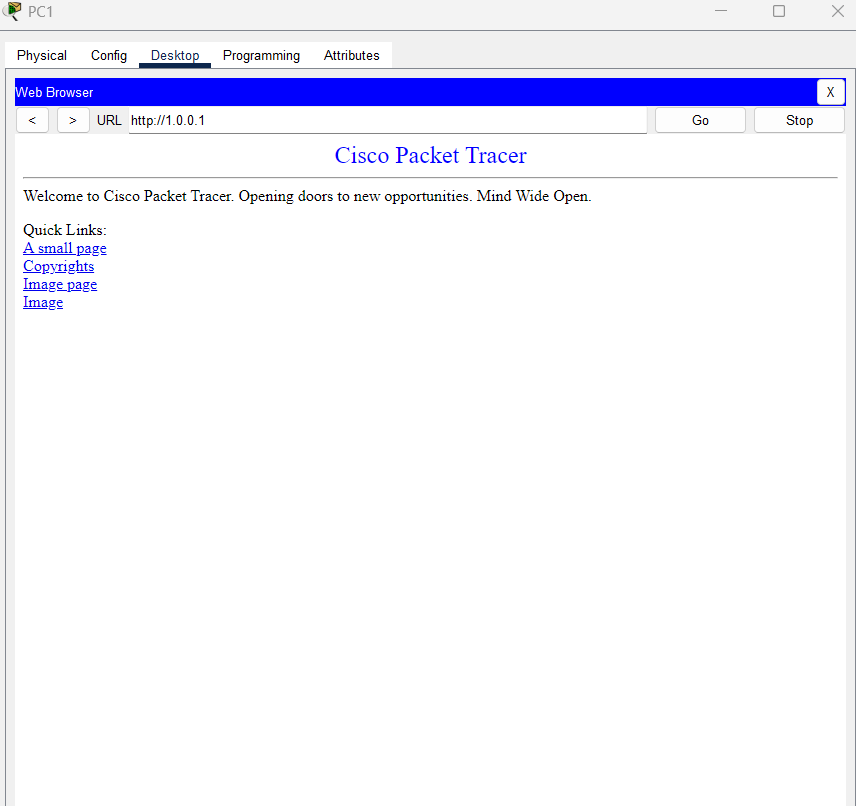 PC1
Physical Config Desktop Programming Attributes
Web Browser X
< > URL http://1.0.0.1 Go Stop
Cisco Packet Tracer
Welcome to Cisco Packet Tracer. Opening doors to new opportunities. Mind Wide Open.
Quick Links:
A small page
Copyrights
Image page
Image